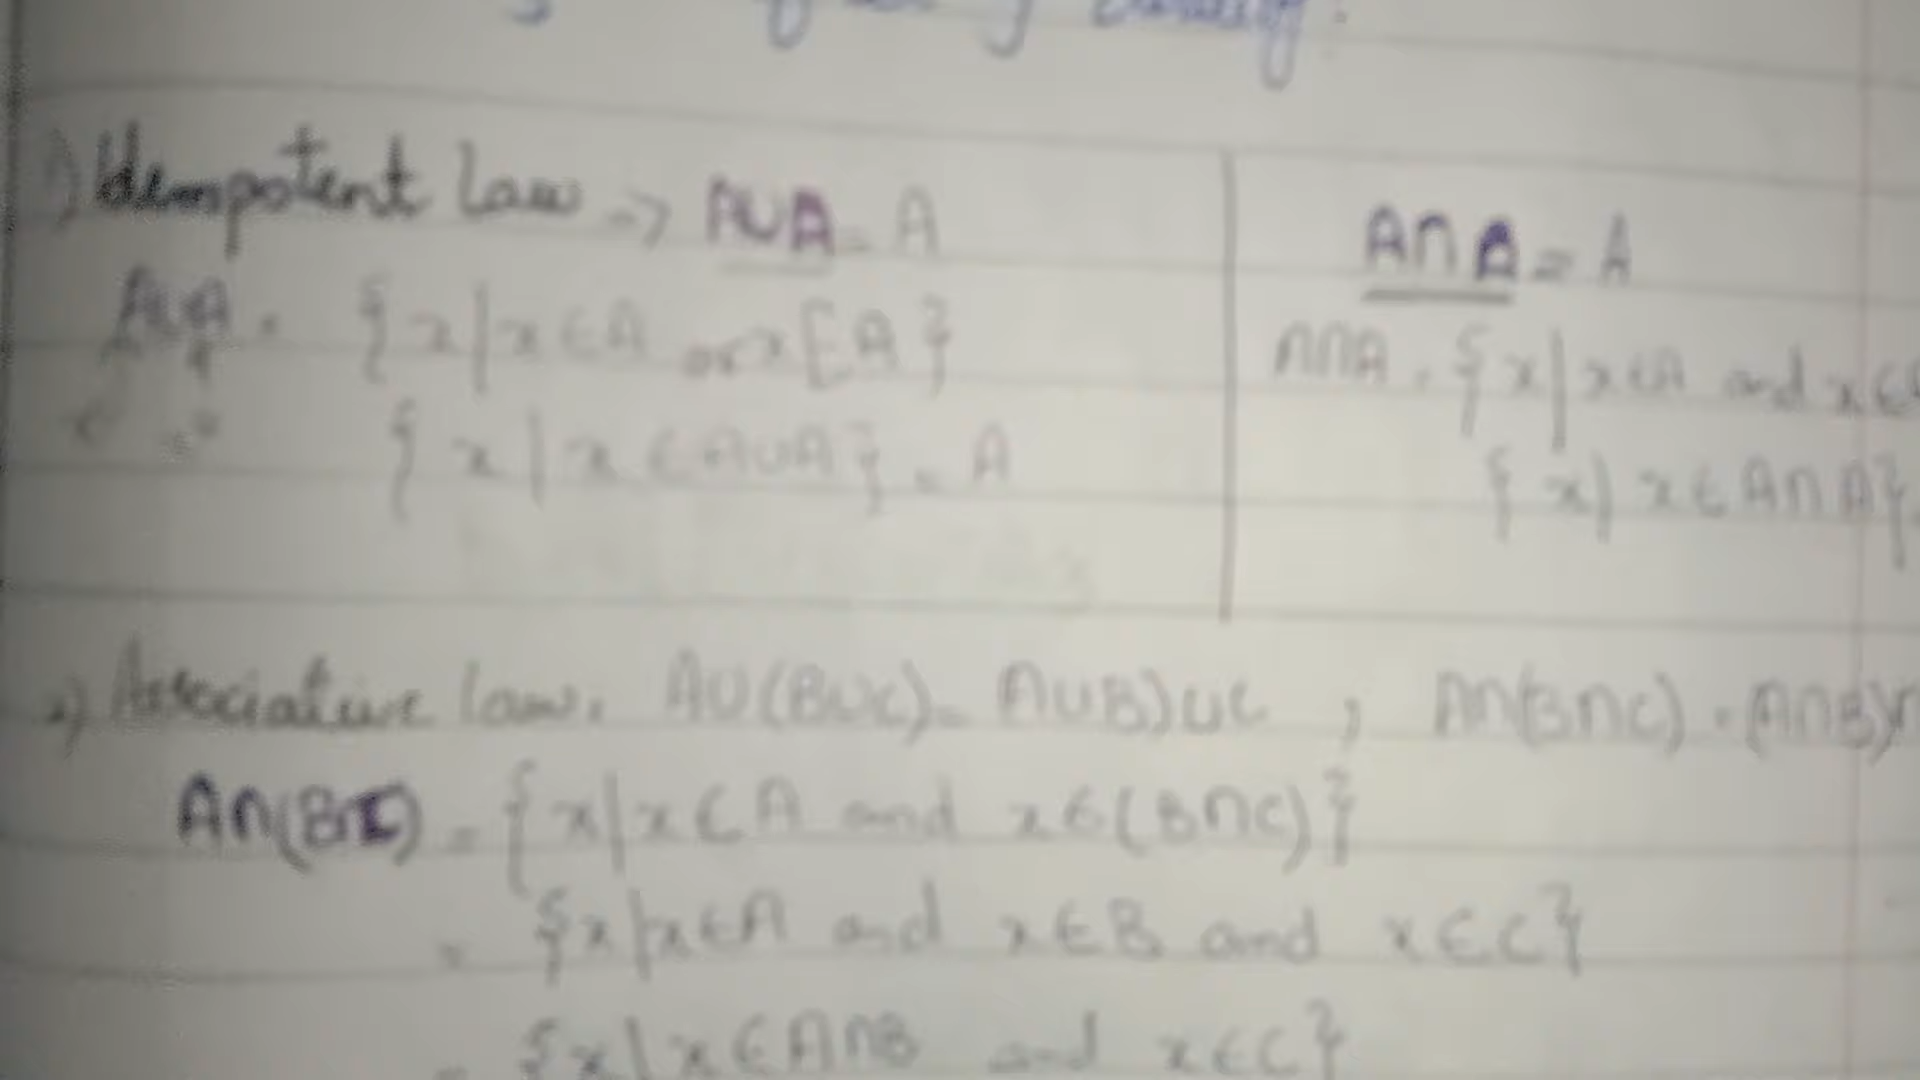 1) Idempotent Law -> A∪A = A
A∪A = {x|x∈A or x∈A}
{x|x∈A∪A} = A
A∩A = A
A∩A = {x|x∈A and x∈
{x|x∈A∩A}
2) Associative law, A∪(B∪C) = A∪B)∪C ; A∩(B∩C) = (A∩B)∩
A∩(B = {x|x∈A and x∈(B∩C)}
= {x|x∈A and x∈B and x∈C}
= {x|x∈A∩B and x∈C}